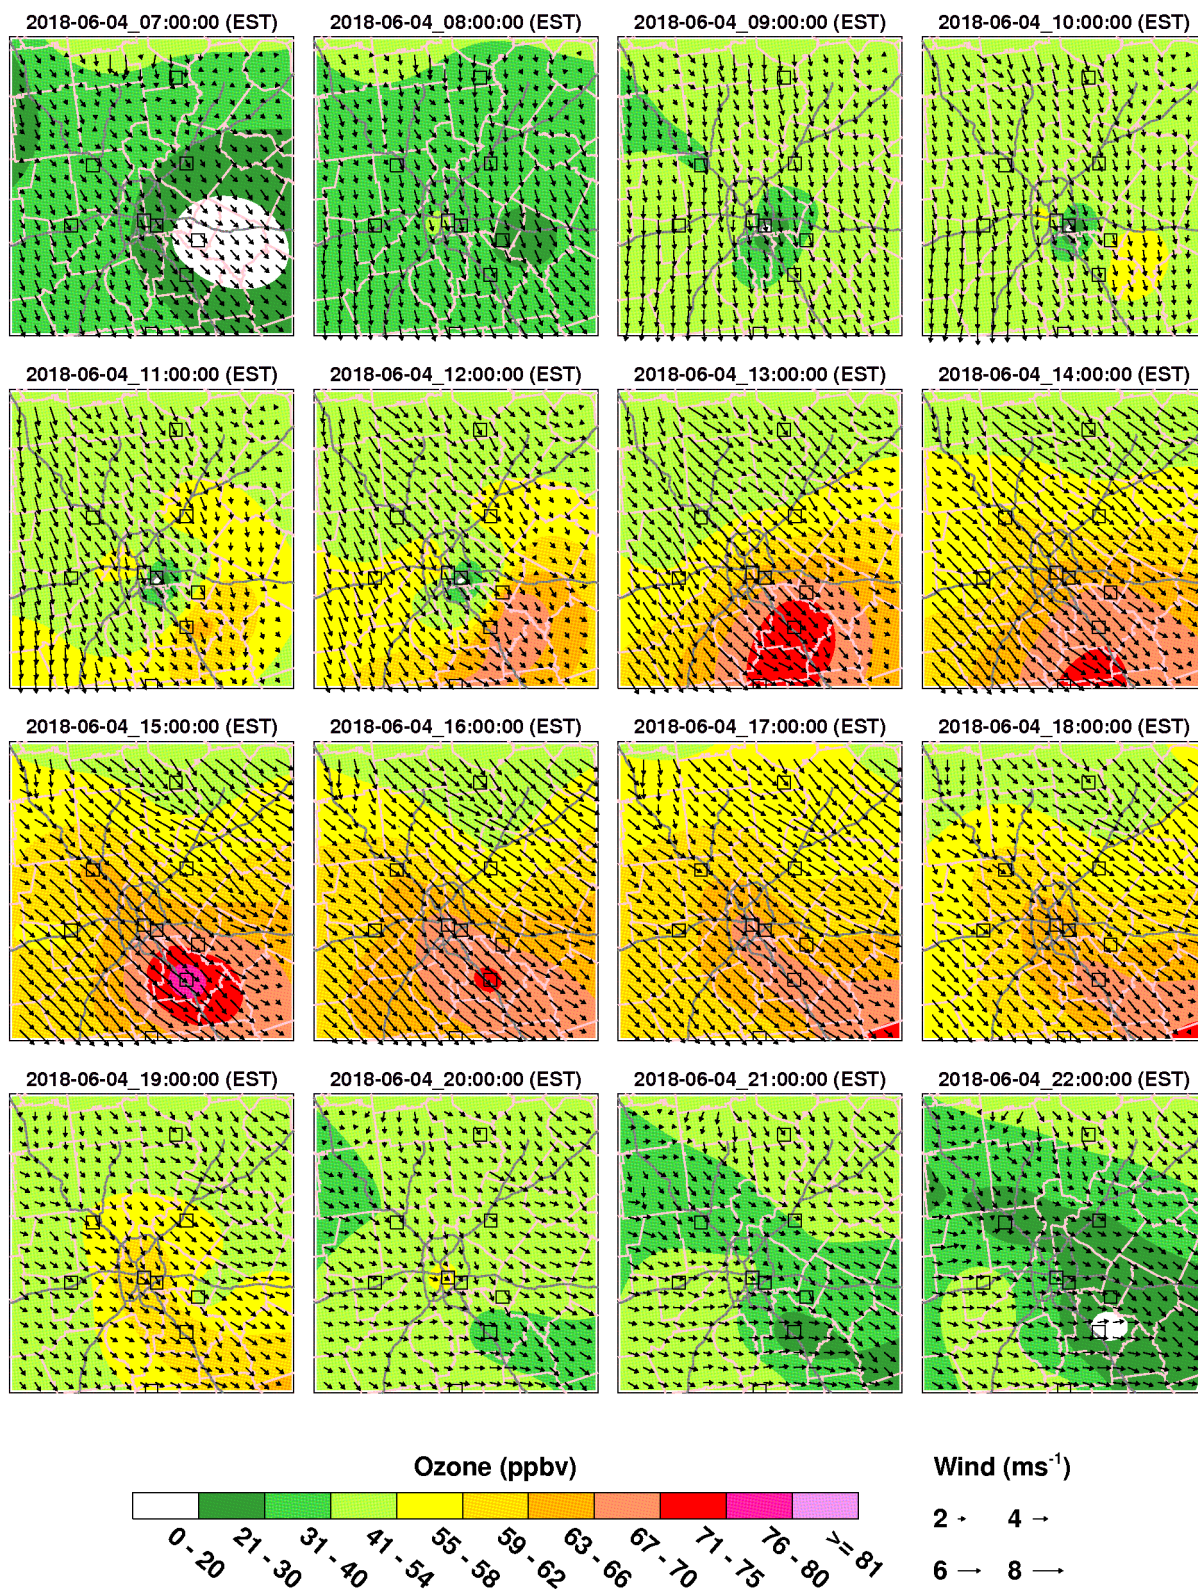 2018-06-04_07:00:00 (EST) 2018-06-04_08:00:00 (EST) 2018-06-04_09:00:00 (EST) 2018-06-04_10:00:00 (EST)
2018-06-04_11:00:00 (EST) 2018-06-04_12:00:00 (EST) 2018-06-04_13:00:00 (EST) 2018-06-04_14:00:00 (EST)
2018-06-04_15:00:00 (EST) 2018-06-04_16:00:00 (EST) 2018-06-04_17:00:00 (EST) 2018-06-04_18:00:00 (EST)
2018-06-04_19:00:00 (EST) 2018-06-04_20:00:00 (EST) 2018-06-04_21:00:00 (EST) 2018-06-04_22:00:00 (EST)
Ozone (ppbv) Wind (ms⁻¹)
0 - 20 21 - 30 31 - 40 41 - 54 55 - 58 59 - 62 63 - 66 67 - 70 71 - 75 76 - 80 >= 81
2 4
6 8